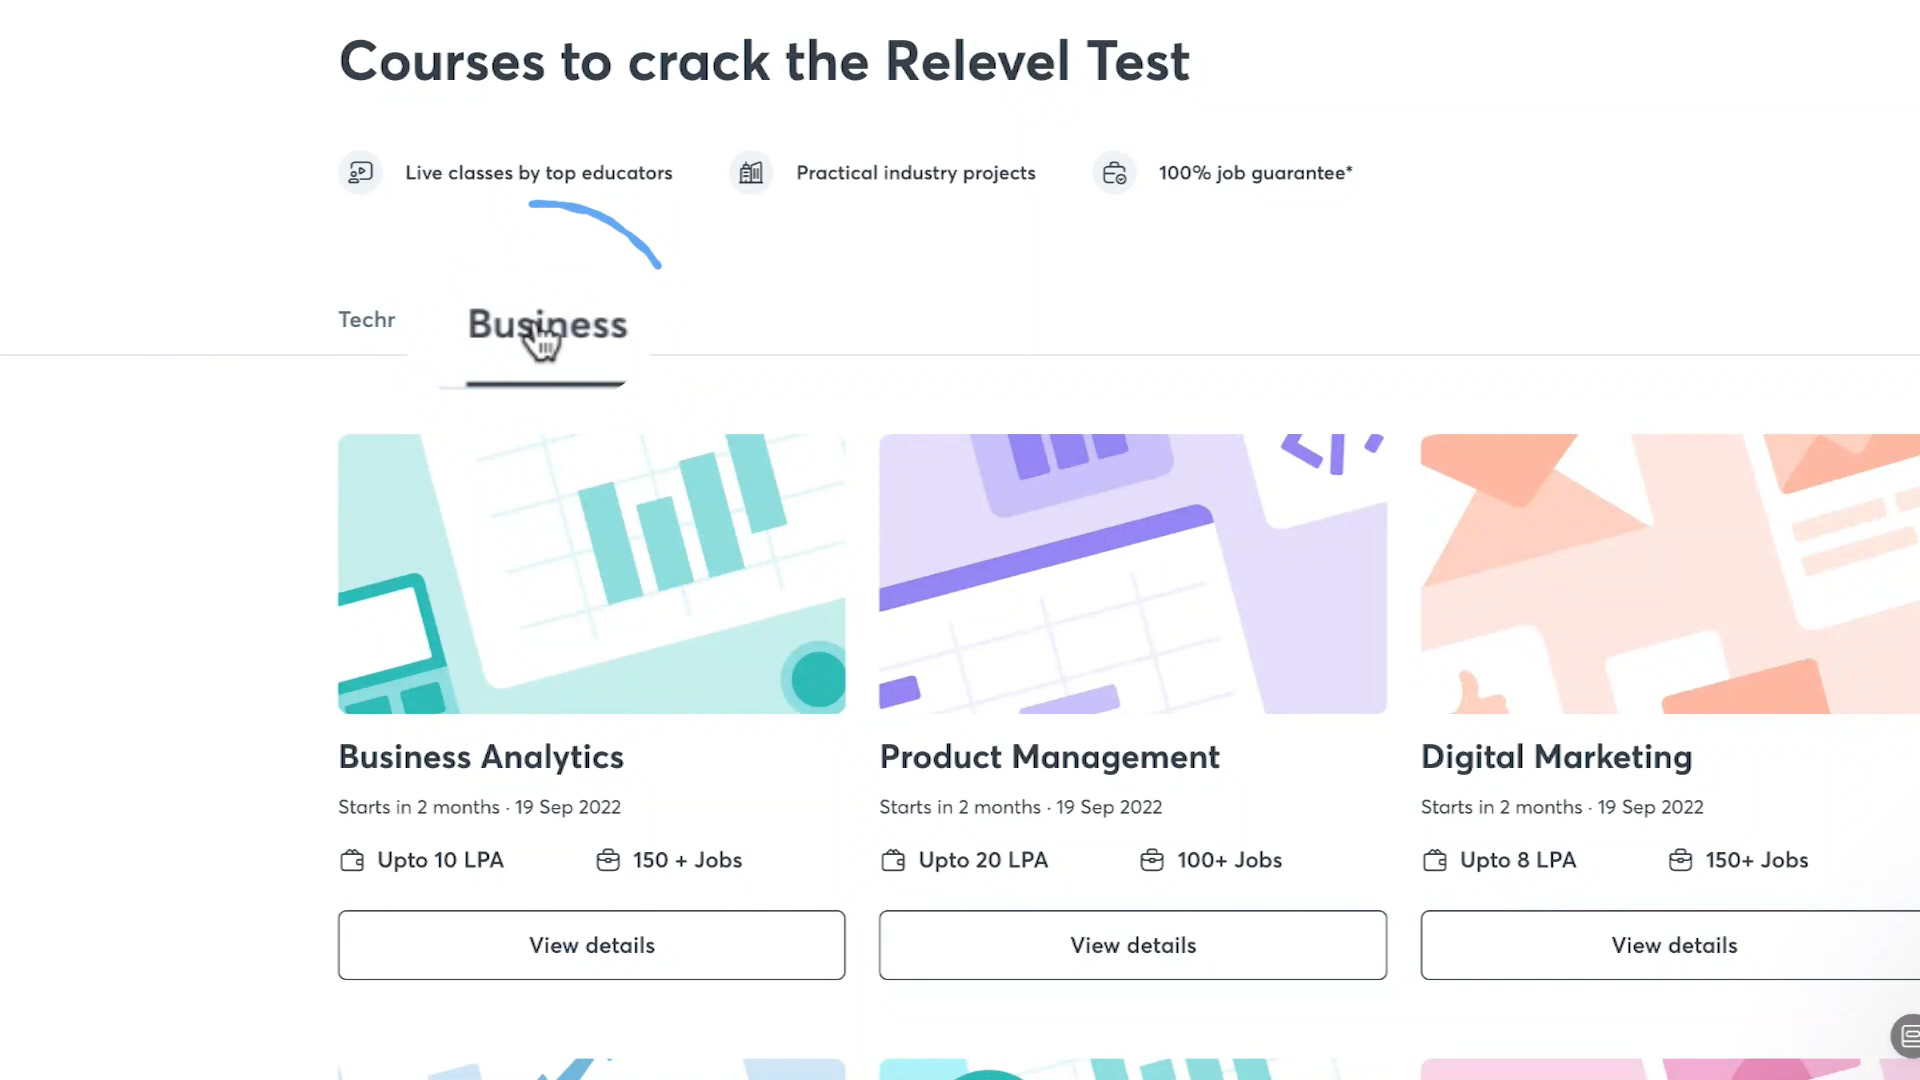 Courses to crack the Relevel Test
Live classes by top educators
Practical industry projects
100% job guarantee*
Techr
Business
Business Analytics
Starts in 2 months · 19 Sep 2022
Upto 10 LPA
150 + Jobs
View details
Product Management
Starts in 2 months · 19 Sep 2022
Upto 20 LPA
100+ Jobs
View details
Digital Marketing
Starts in 2 months · 19 Sep 2022
Upto 8 LPA
150+ Jobs
View details